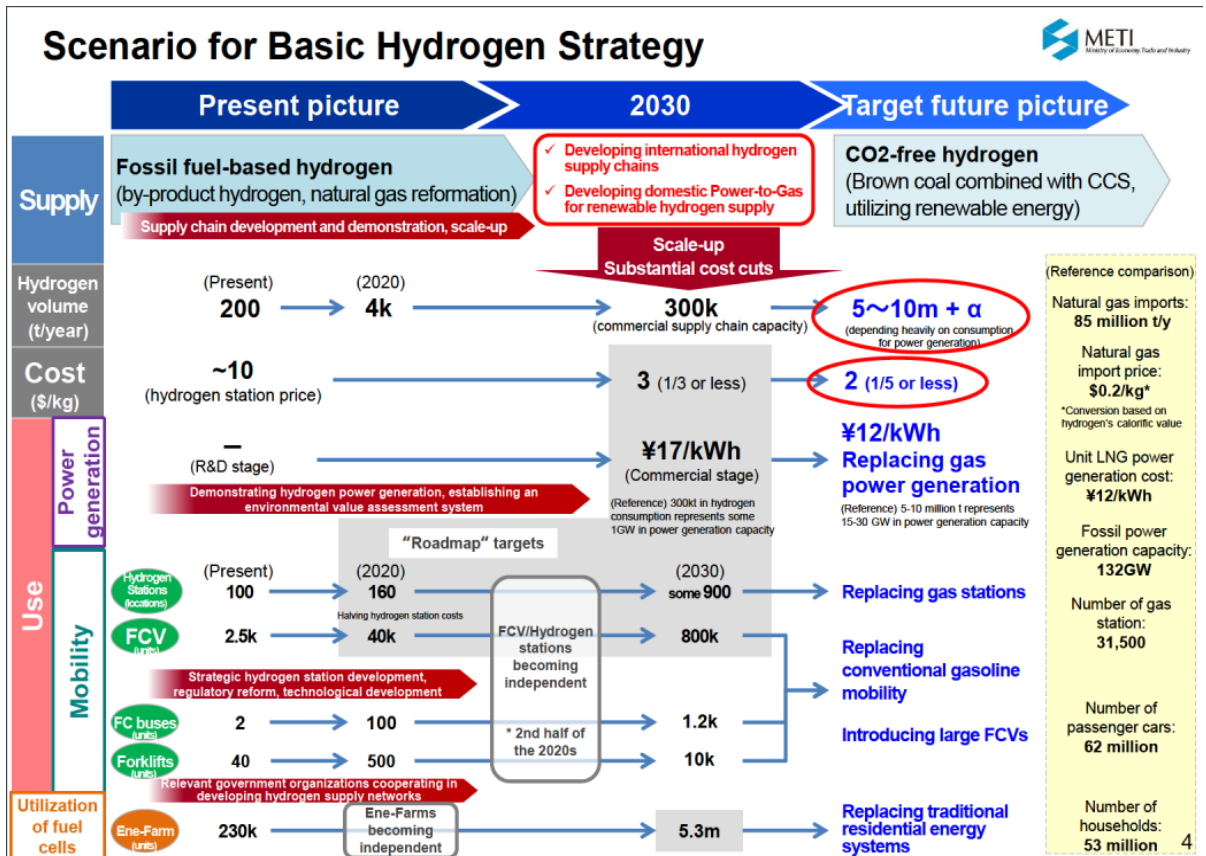 Scenario for Basic Hydrogen Strategy
METI
Ministry of Economy, Trade and Industry
Present picture
2030
Target future picture
Supply
Fossil fuel-based hydrogen
(by-product hydrogen, natural gas reformation)
Supply chain development and demonstration, scale-up
✓ Developing international hydrogen
supply chains
✓ Developing domestic Power-to-Gas
for renewable hydrogen supply
CO2-free hydrogen
(Brown coal combined with CCS,
utilizing renewable energy)
Scale-up
Substantial cost cuts
Hydrogen
volume
(t/year)
(Present)
200
(2020)
4k
300k
(commercial supply chain capacity)
5～10m + α
(depending heavily on consumption
for power generation)
Cost
($/kg)
~10
(hydrogen station price)
3 (1/3 or less)
2 (1/5 or less)
Use
Power
generation
–
(R&D stage)
¥17/kWh
(Commercial stage)
¥12/kWh
Replacing gas
power generation
Demonstrating hydrogen power generation, establishing an
environmental value assessment system
(Reference) 300kt in hydrogen
consumption represents some
1GW in power generation capacity
(Reference) 5-10 million t represents
15-30 GW in power generation capacity
"Roadmap" targets
Mobility
Hydrogen
Stations
(locations)
(Present)
100
(2020)
160
Halving hydrogen station costs
(2030)
some 900
Replacing gas stations
FCV
(units)
2.5k
40k
FCV/Hydrogen
stations
becoming
independent
* 2nd half of
the 2020s
800k
Replacing
conventional gasoline
mobility
Strategic hydrogen station development,
regulatory reform, technological development
FC buses
(units)
2
100
1.2k
Introducing large FCVs
Forklifts
(units)
40
500
10k
Relevant government organizations cooperating in
developing hydrogen supply networks
Utilization
of fuel
cells
Ene-Farm
(units)
230k
Ene-Farms
becoming
independent
5.3m
Replacing traditional
residential energy
systems
(Reference comparison)
Natural gas imports:
85 million t/y
Natural gas
import price:
$0.2/kg*
*Conversion based on
hydrogen's calorific value
Unit LNG power
generation cost:
¥12/kWh
Fossil power
generation capacity:
132GW
Number of gas
station:
31,500
Number of
passenger cars:
62 million
Number of
households:
53 million
4